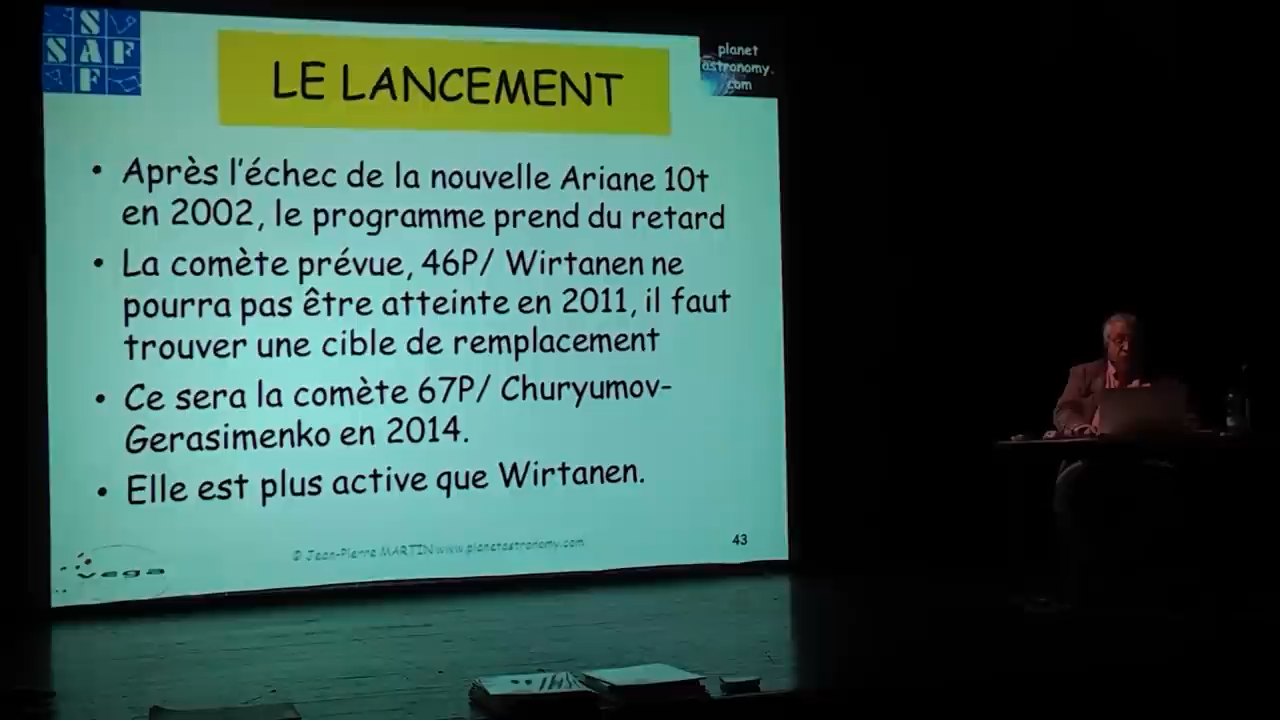 S
SAF
F
planet
astronomy.
com
LE LANCEMENT
• Après l'échec de la nouvelle Ariane 10t
en 2002, le programme prend du retard
• La comète prévue, 46P/ Wirtanen ne
pourra pas être atteinte en 2011, il faut
trouver une cible de remplacement
• Ce sera la comète 67P/ Churyumov-
Gerasimenko en 2014.
• Elle est plus active que Wirtanen.
© Jean-Pierre MARTIN www.planetastronomy.com
43
vega